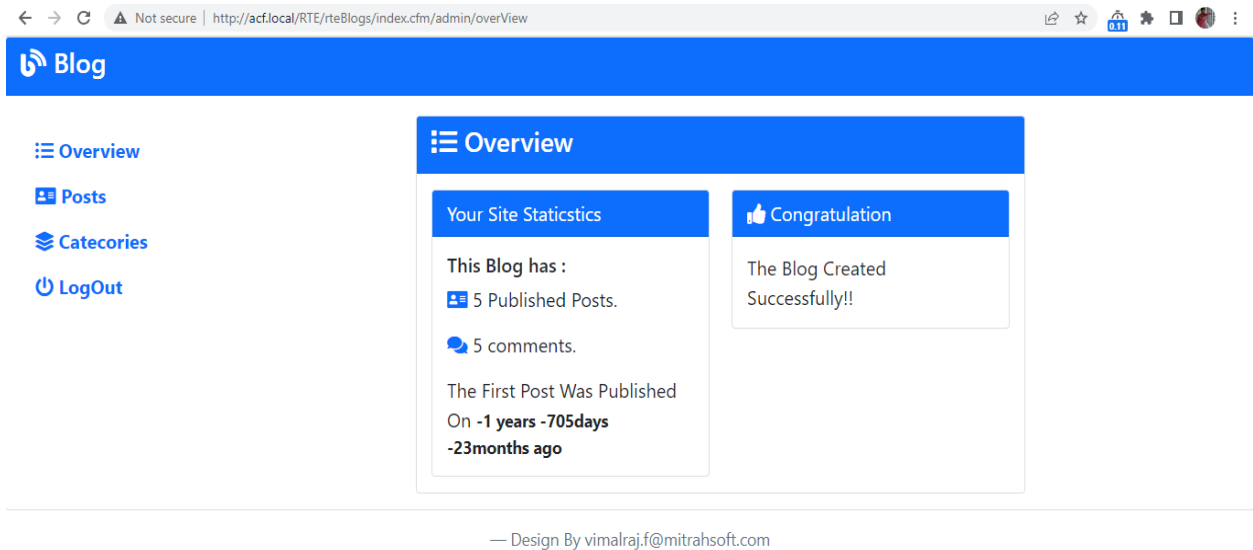 Not secure | http://acf.local/RTE/rteBlogs/index.cfm/admin/overView
0.11
Blog
Overview
Posts
Catecories
LogOut
Overview
Your Site Staticstics
This Blog has :
5 Published Posts.
5 comments.
The First Post Was Published
On -1 years -705days
-23months ago
Congratulation
The Blog Created
Successfully!!
— Design By vimalraj.f@mitrahsoft.com